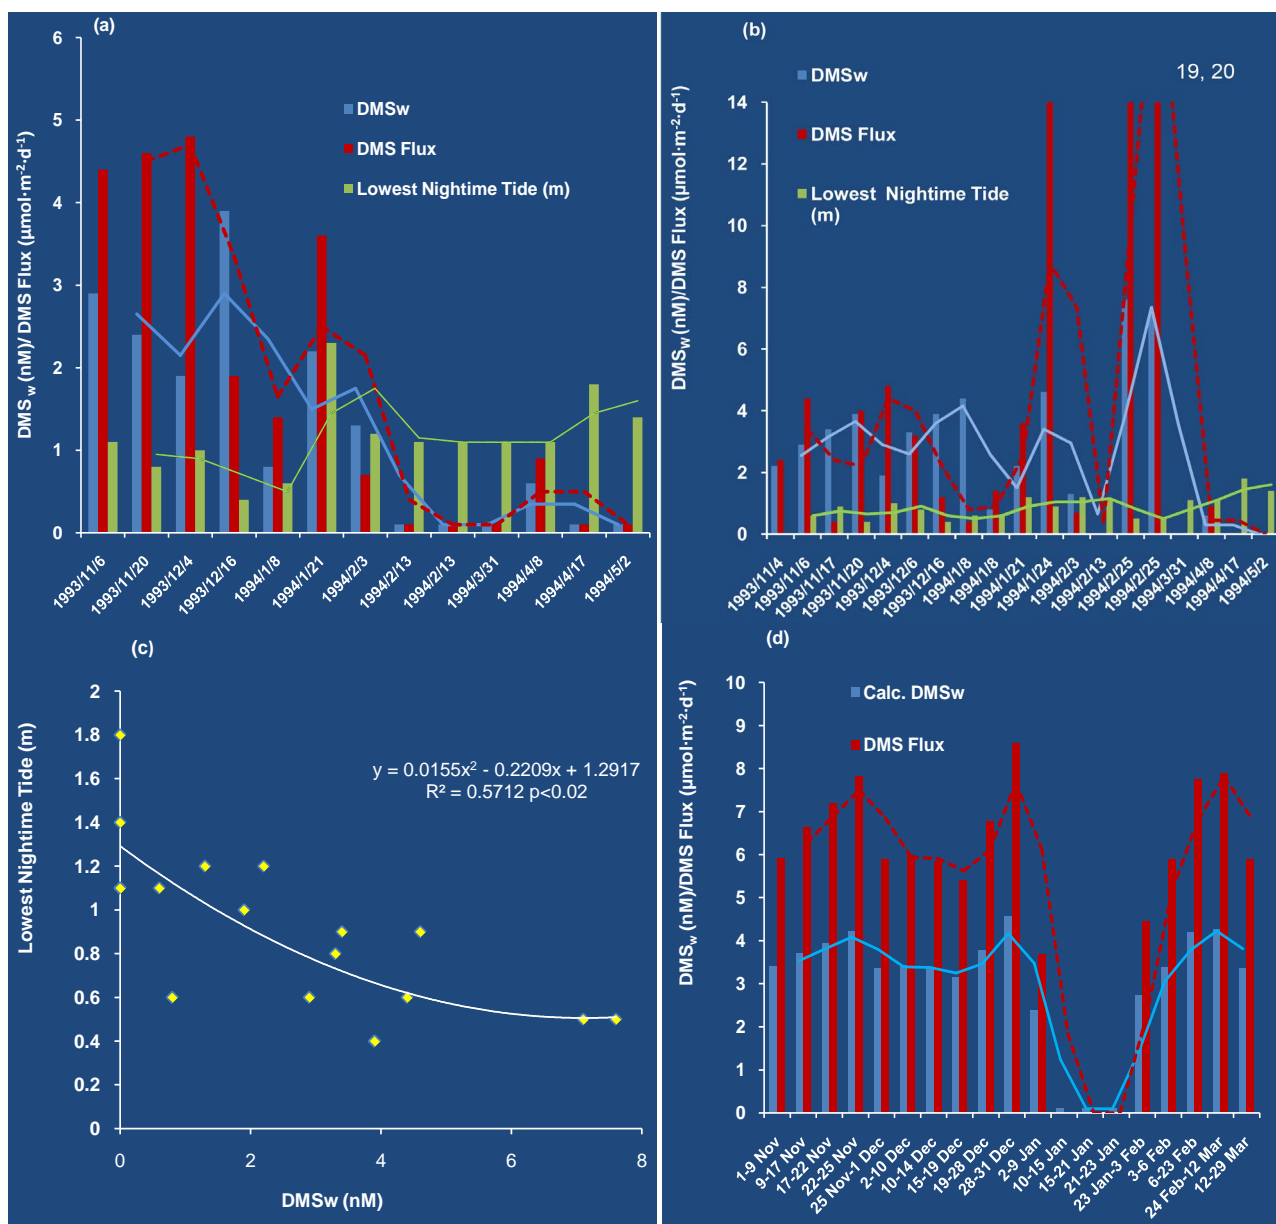 (a)
6
5
4
3
2
1
0
DMS w (nM)/ DMS Flux (µmol·m-2·d-1)
DMSw
DMS Flux
Lowest Nightime Tide (m)
1993/11/6
1993/11/20
1993/12/4
1993/12/16
1994/1/8
1994/1/21
1994/2/3
1994/2/13
1994/2/13
1994/3/31
1994/4/8
1994/4/17
1994/5/2
(b)
19, 20
14
12
10
8
6
4
2
0
DMSW (nM)/DMS Flux (µmol·m-2·d-1)
DMSw
DMS Flux
Lowest Nightime Tide
(m)
1993/11/4
1993/11/6
1993/11/17
1993/11/20
1993/12/4
1993/12/6
1993/12/16
1994/1/8
1994/1/8
1994/1/21
1994/1/24
1994/2/3
1994/2/13
1994/2/25
1994/2/25
1994/3/31
1994/4/8
1994/4/17
1994/5/2
(c)
2
1.8
1.6
1.4
1.2
1
0.8
0.6
0.4
0.2
0
Lowest Nightime Tide (m)
y = 0.0155x² - 0.2209x + 1.2917
R² = 0.5712 p<0.02
0
2
4
6
8
DMSw (nM)
(d)
10
9
8
7
6
5
4
3
2
1
0
DMSw (nM)/DMS Flux (µmol·m-2·d-1)
Calc. DMSw
DMS Flux
1-9 Nov
9-17 Nov
17-22 Nov
22-25 Nov
25 Nov-1 Dec
2-10 Dec
10-14 Dec
15-19 Dec
19-28 Dec
28-31 Dec
2-9 Jan
10-15 Jan
15-21 Jan
21-23 Jan
23 Jan-3 Feb
3-6 Feb
6-23 Feb
24 Feb-12 Mar
12-29 Mar